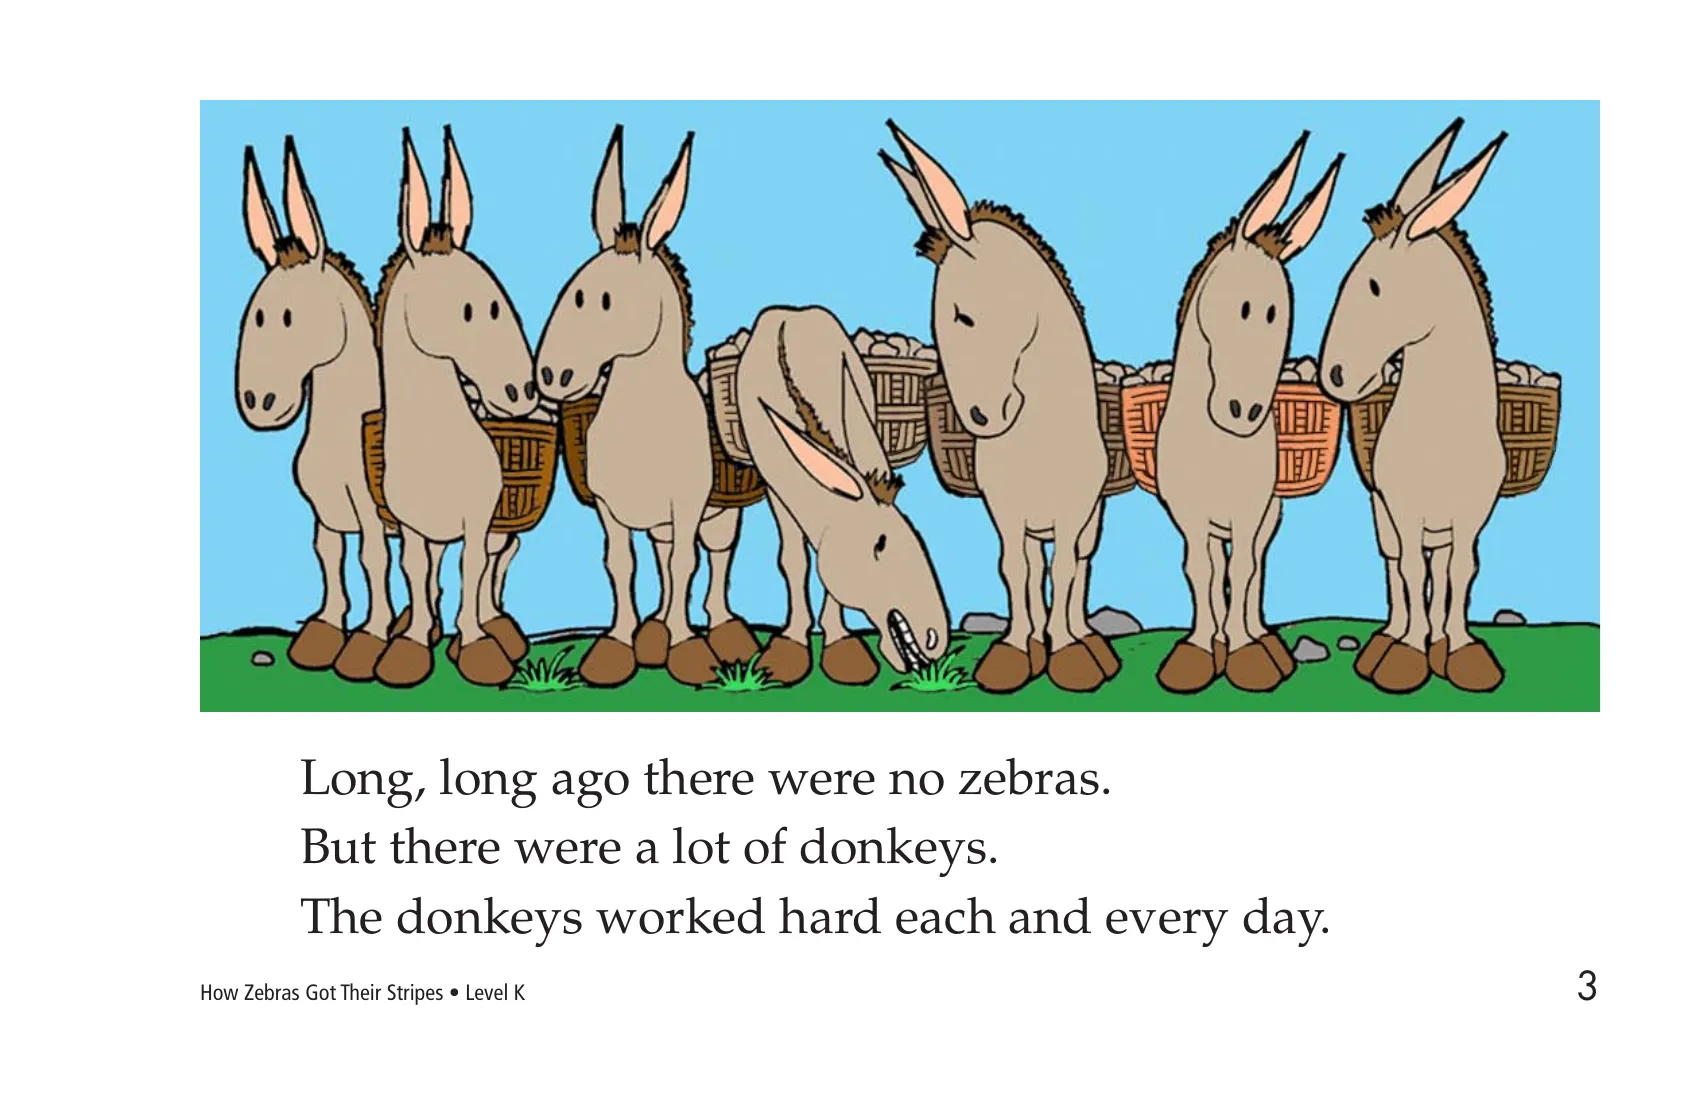 Long, long ago there were no zebras.
But there were a lot of donkeys.
The donkeys worked hard each and every day.
How Zebras Got Their Stripes • Level K
3